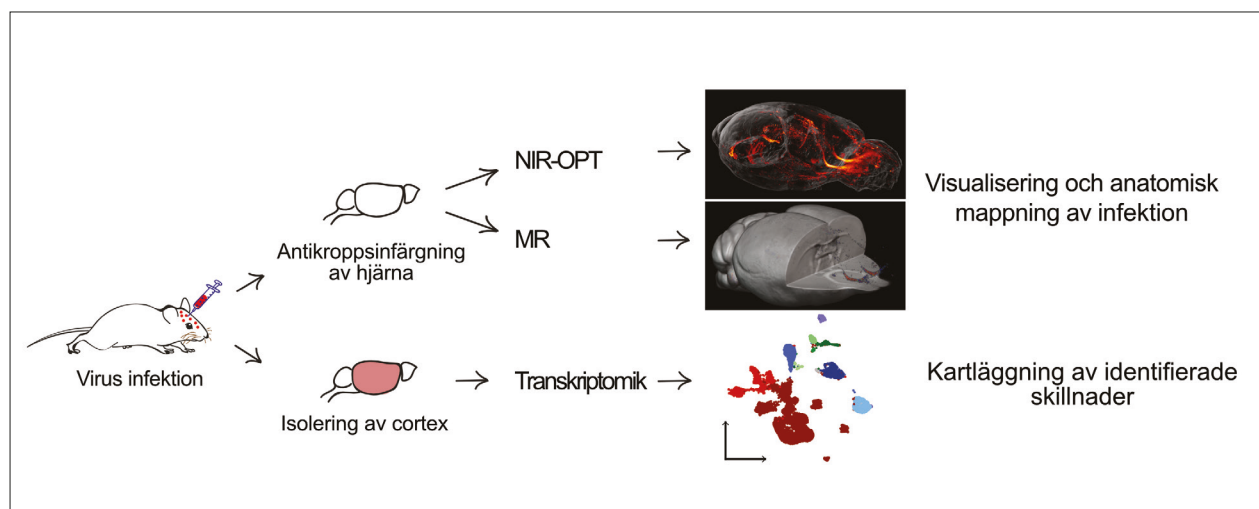 Virus infektion
Antikroppsinfärgning
av hjärna
NIR-OPT
MR
Visualisering och anatomisk
mappning av infektion
Isolering av cortex
Transkriptomik
Kartläggning av identifierade
skillnader